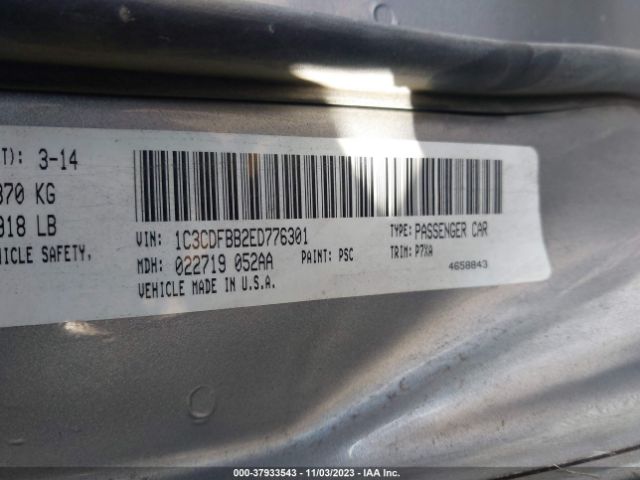 T): 3-14
870 KG
918 LB
HICLE SAFETY,
VIN: 1C3CDFBB2ED776301
TYPE: PASSENGER CAR
MDH: 022719 052AA
PAINT: PSC
TRIM: P7XA
VEHICLE MADE IN U.S.A.
4658843
000-37933543 - 11/03/2023 - IAA Inc.